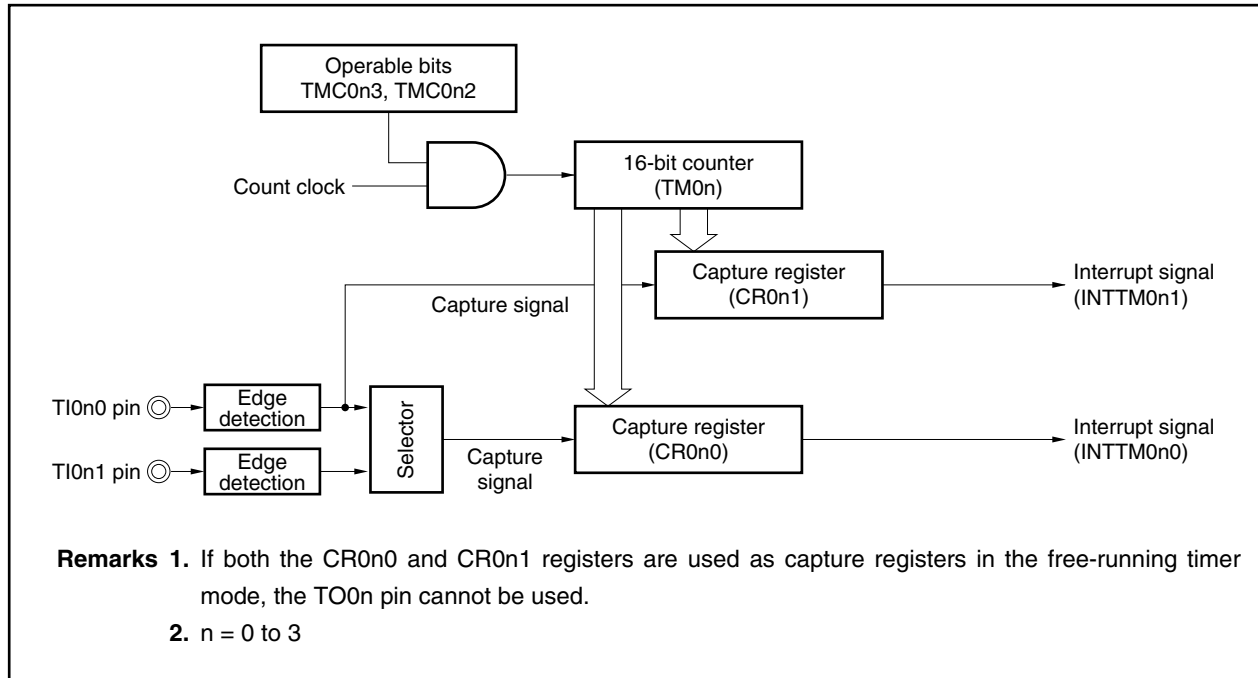 Operable bits
TMC0n3, TMC0n2
Count clock
16-bit counter
(TM0n)
Capture register
(CR0n1)
Interrupt signal
(INTTM0n1)
Capture signal
TI0n0 pin
Edge
detection
Selector
Capture register
(CR0n0)
Interrupt signal
(INTTM0n0)
TI0n1 pin
Edge
detection
Capture
signal
Remarks 1. If both the CR0n0 and CR0n1 registers are used as capture registers in the free-running timer
mode, the TO0n pin cannot be used.
2. n = 0 to 3